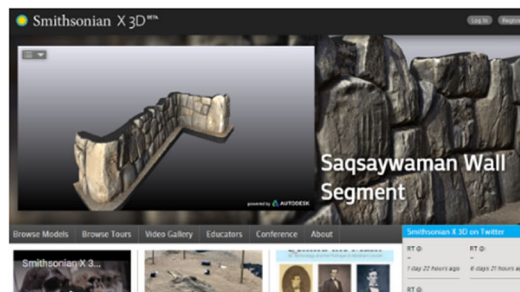 Smithsonian X 3D BETA
Log In
Saqsaywaman Wall
Segment
powered by AUTODESK
Browse Models Browse Tours Video Gallery Educators Conference About
Smithsonian X 3D on Twitter
Smithsonian X 3...
RT @: RT @:
1 day 22 hours ago 6 days 21 hours
RT @: